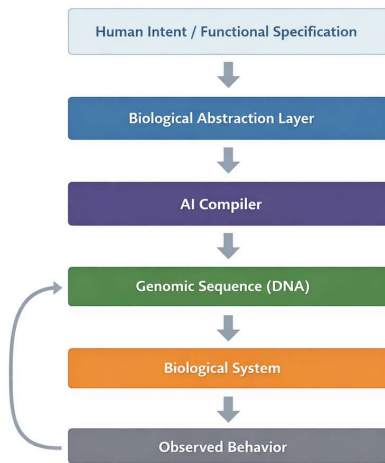 Human Intent / Functional Specification
Biological Abstraction Layer
AI Compiler
Genomic Sequence (DNA)
Biological System
Observed Behavior